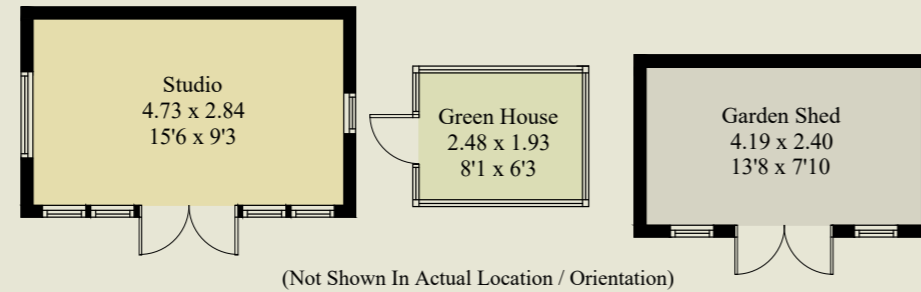 Studio
4.73 x 2.84
15'6 x 9'3
Green House
2.48 x 1.93
8'1 x 6'3
Garden Shed
4.19 x 2.40
13'8 x 7'10
(Not Shown In Actual Location / Orientation)